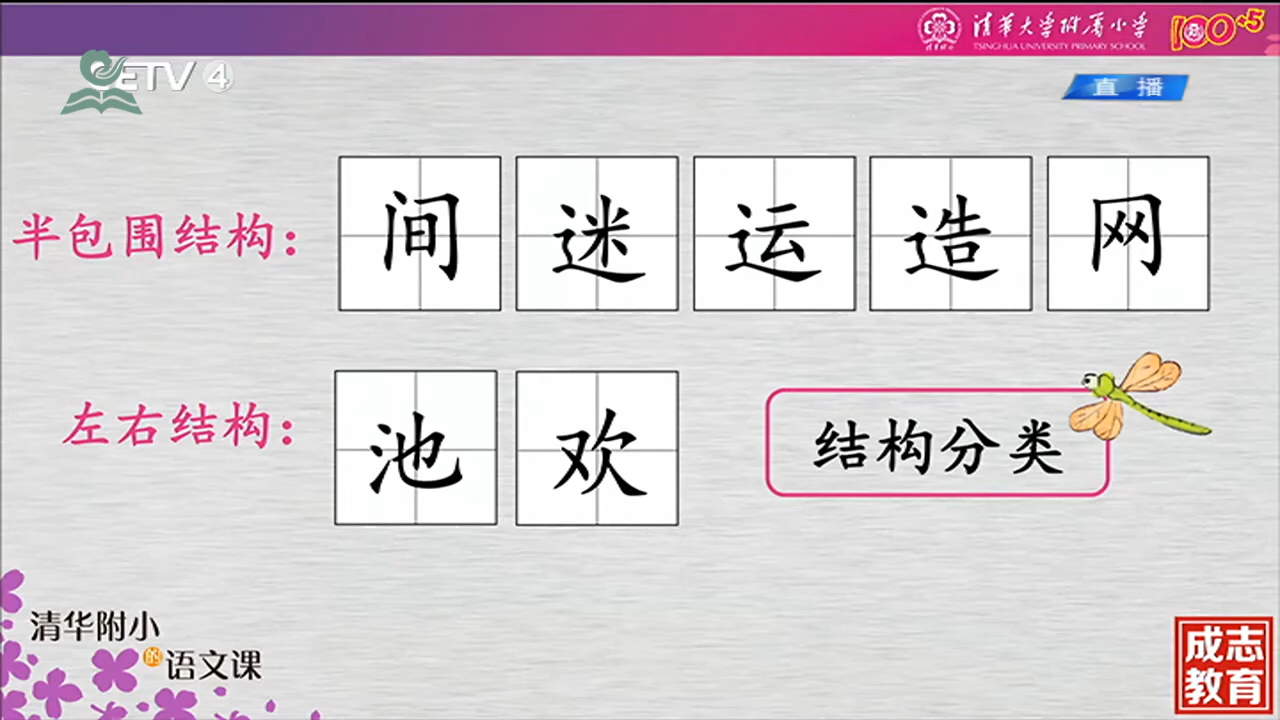 清华大学附属小学
TSINGHUA UNIVERSITY PRIMARY SCHOOL
100+5
CETV 4
直播
半包围结构：
间 迷 运 造 网
左右结构：
池 欢
结构分类
清华附小
的语文课
成志
教育